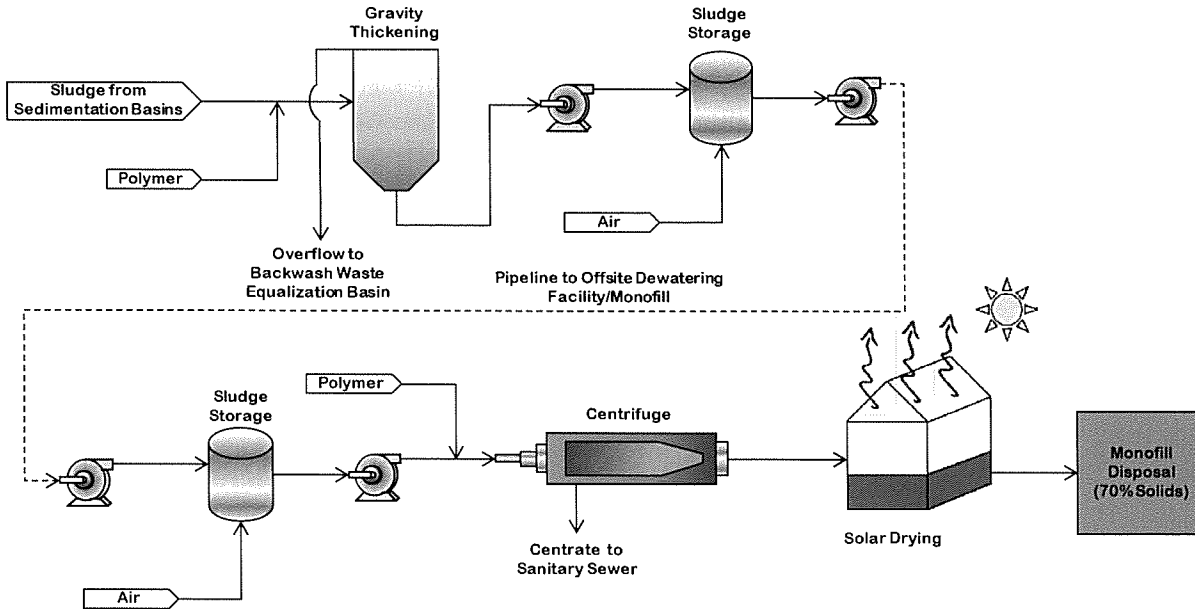 Gravity
Thickening
Sludge
Storage
Sludge from
Sedimentation Basins
Polymer
Air
Overflow to
Backwash Waste
Equalization Basin
Pipeline to Offsite Dewatering
Facility/Monofill
Polymer
Sludge
Storage
Centrifuge
Monofill
Disposal
(70% Solids)
Solar Drying
Centrate to
Sanitary Sewer
Air